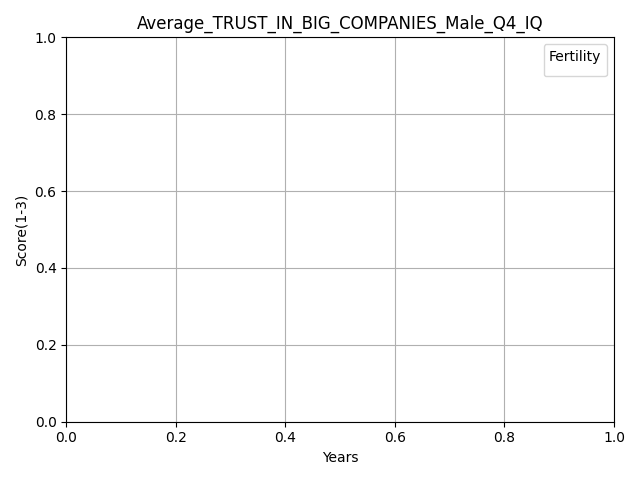 Average_TRUST_IN_BIG_COMPANIES_Male_Q4_IQ
Fertility
Score(1-3)
1.0
0.8
0.6
0.4
0.2
0.0
0.0 0.2 0.4 0.6 0.8 1.0
Years